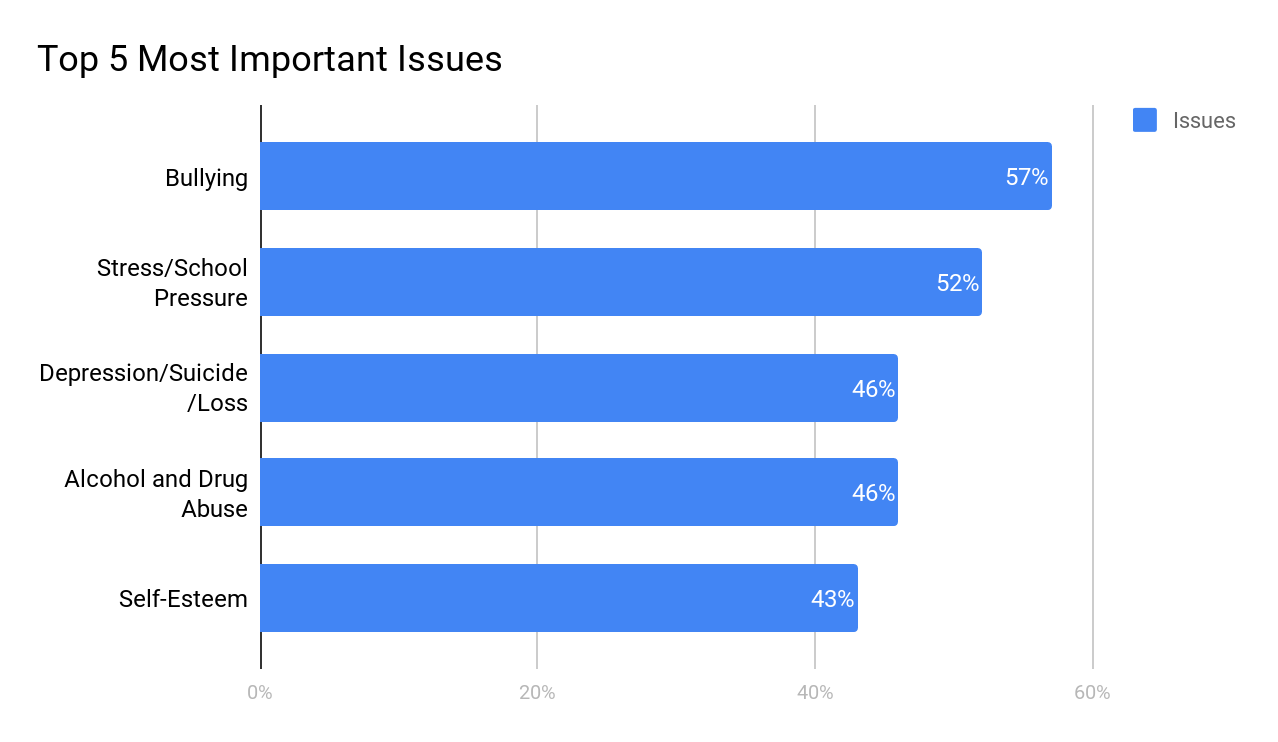 Top 5 Most Important Issues
Issues
Bullying
57%
Stress/School
Pressure
52%
Depression/Suicide
/Loss
46%
Alcohol and Drug
Abuse
46%
Self-Esteem
43%
0%
20%
40%
60%